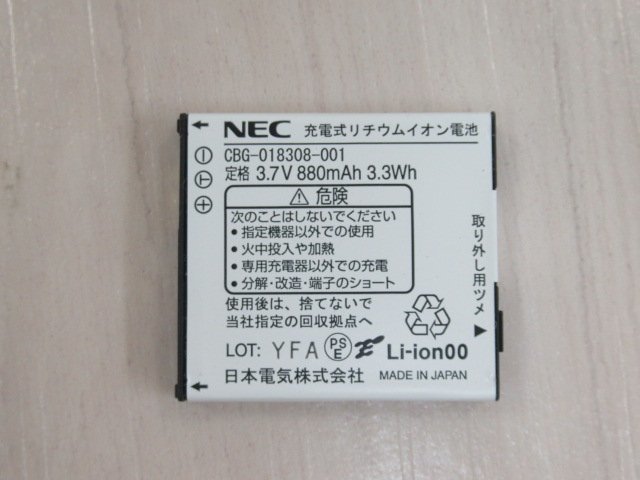 NEC 充電式リチウムイオン電池
CBG-018308-001
定格 3.7V 880mAh 3.3Wh
危険
次のことはしないでください
・指定機器以外での使用
・火中投入や加熱
・専用充電器以外での充電
・分解・改造・端子のショート
使用後は、捨てないで
当社指定の回収拠点へ
取り外し用ツメ
LOT: YFA PSE Li-ion00
日本電気株式会社 MADE IN JAPAN